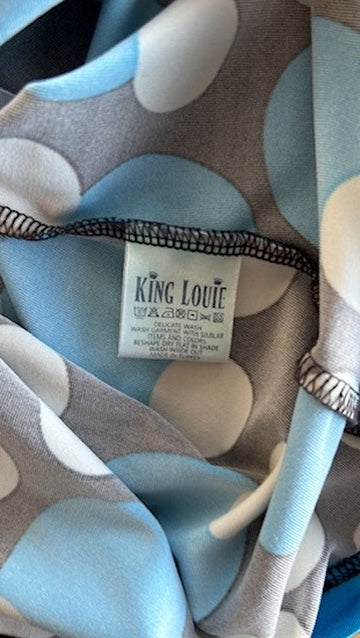 KING LOUIE
DELICATE WASH
WASH GARMENT WITH SIMILAR
ITEMS AND COLORS
RESHAPE DRY FLAT IN SHADE
WASH INSIDE OUT
MADE IN TURKEY